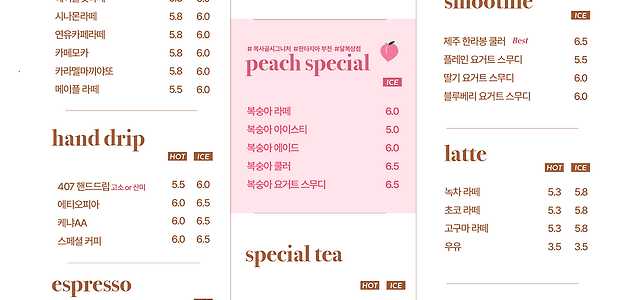 시나몬라떼 5.8 6.0
연유카페라떼 5.8 6.0
카페모카 5.8 6.0
카라멜마끼아또 5.8 6.0
메이플 라떼 5.5 6.0
hand drip
HOT ICE
407 핸드드립 고소 or 산미 5.5 6.0
에티오피아 6.0 6.5
케냐AA 6.0 6.5
스페셜 커피 6.0 6.5
espresso
# 복사골시그니처 #판타지아 부천 #달복상점
peach special
ICE
복숭아 라떼 6.0
복숭아 아이스티 5.0
복숭아 에이드 6.0
복숭아 쿨러 6.5
복숭아 요거트 스무디 6.5
special tea
HOT ICE
smoothie
ICE
제주 한라봉 쿨러 Best 6.5
플레인 요거트 스무디 5.5
딸기 요거트 스무디 6.0
블루베리 요거트 스무디 6.0
latte
HOT ICE
녹차 라떼 5.3 5.8
초코 라떼 5.3 5.8
고구마 라떼 5.3 5.8
우유 3.5 3.5